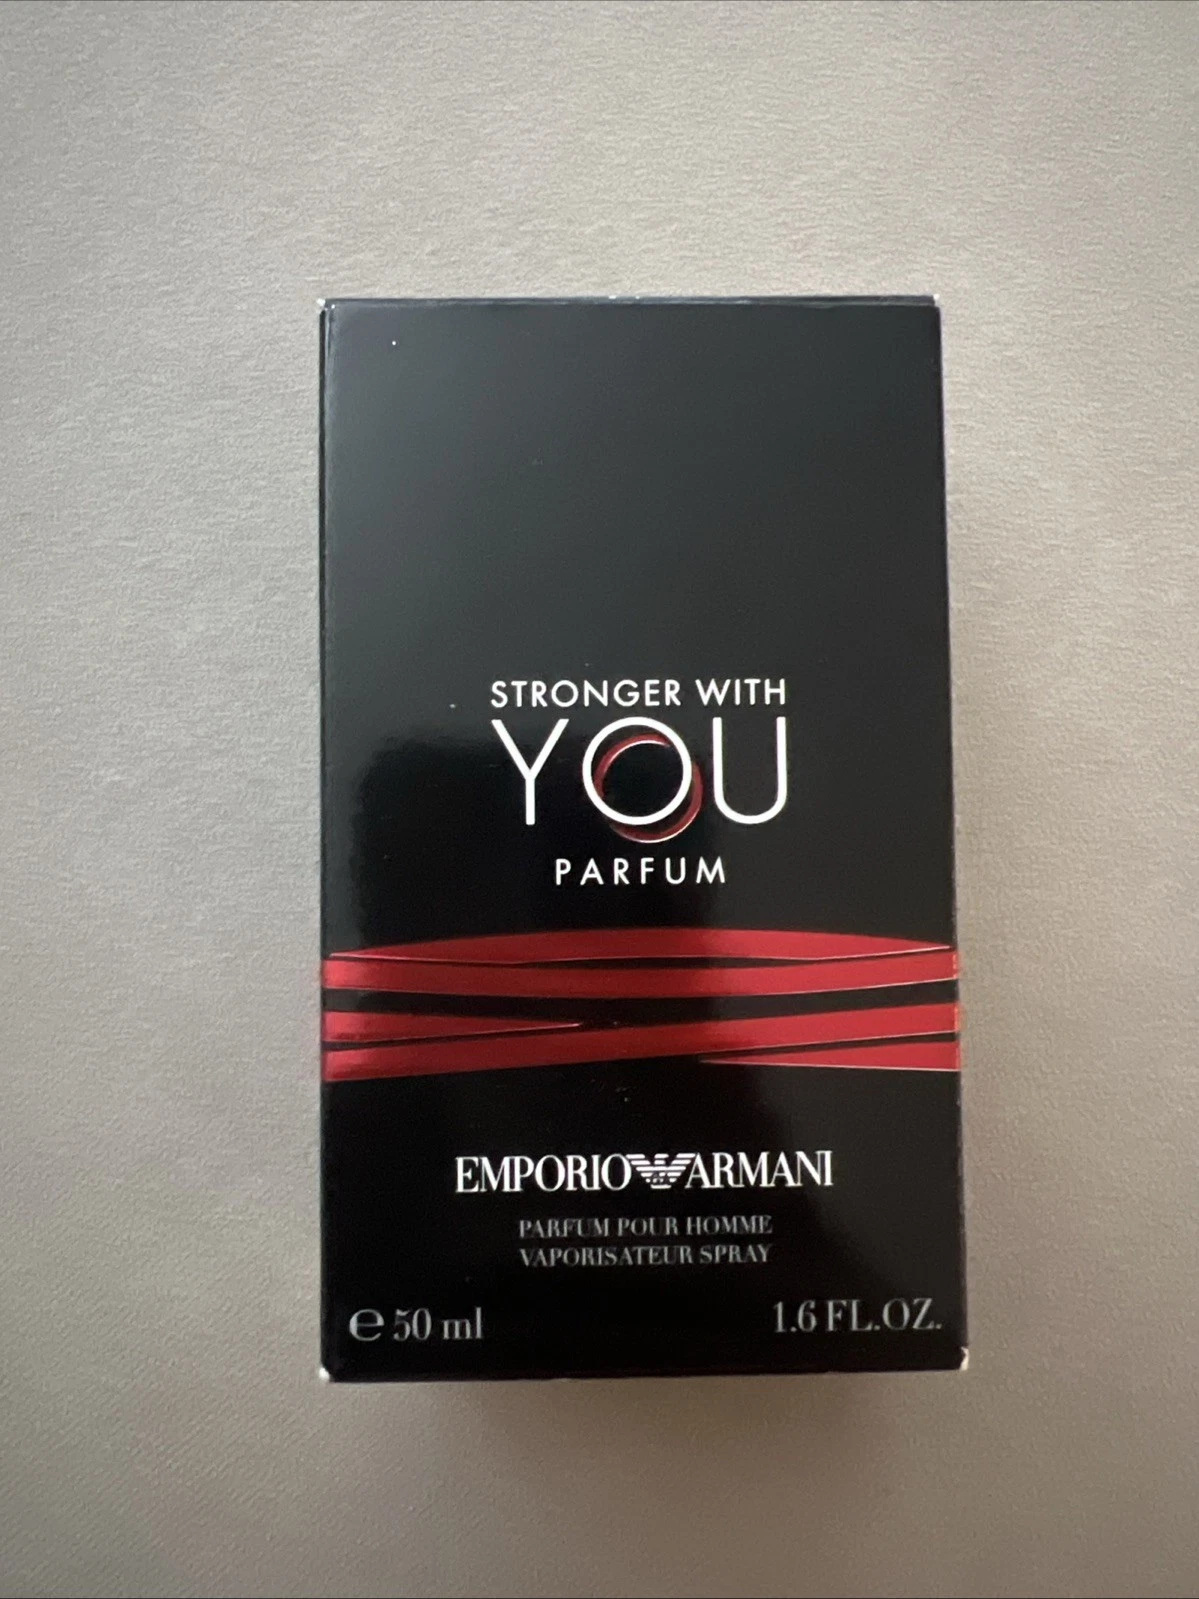 STRONGER WITH
YOU
PARFUM
EMPORIO ARMANI
PARFUM POUR HOMME
VAPORISATEUR SPRAY
℮ 50 ml
1.6 FL.OZ.